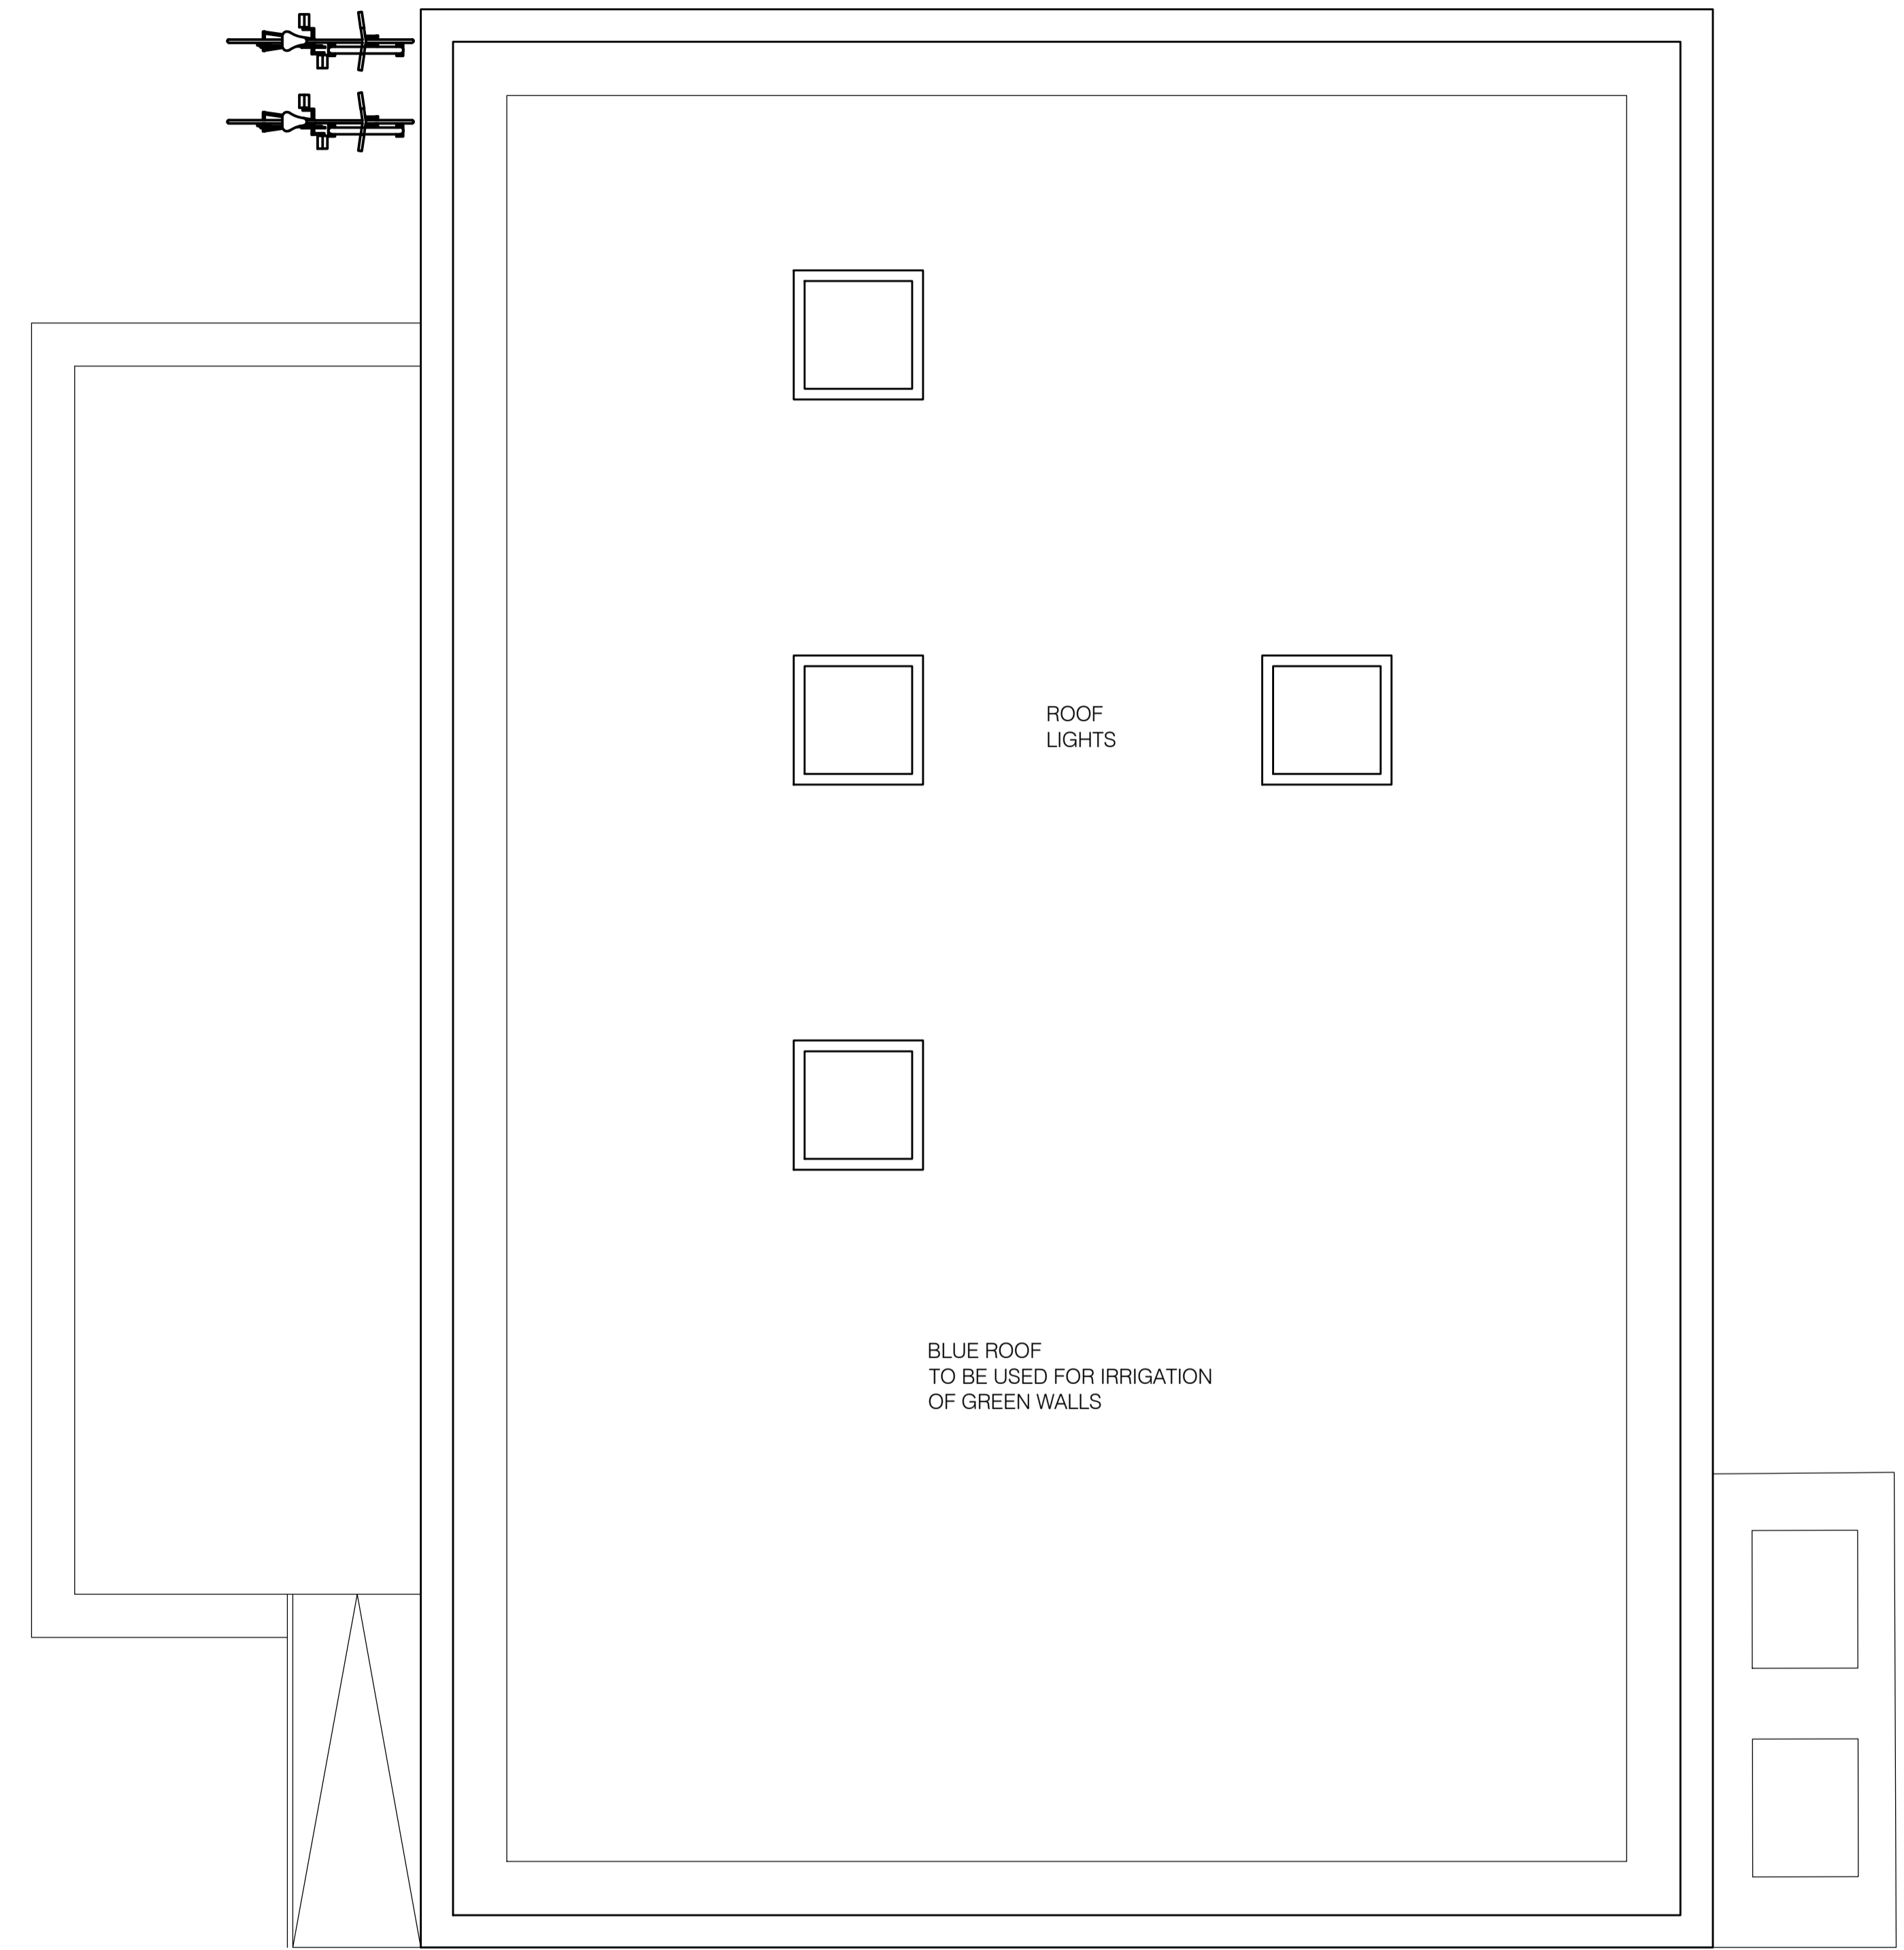 ROOF
LIGHTS
BLUE ROOF
TO BE USED FOR IRRIGATION
OF GREEN WALLS